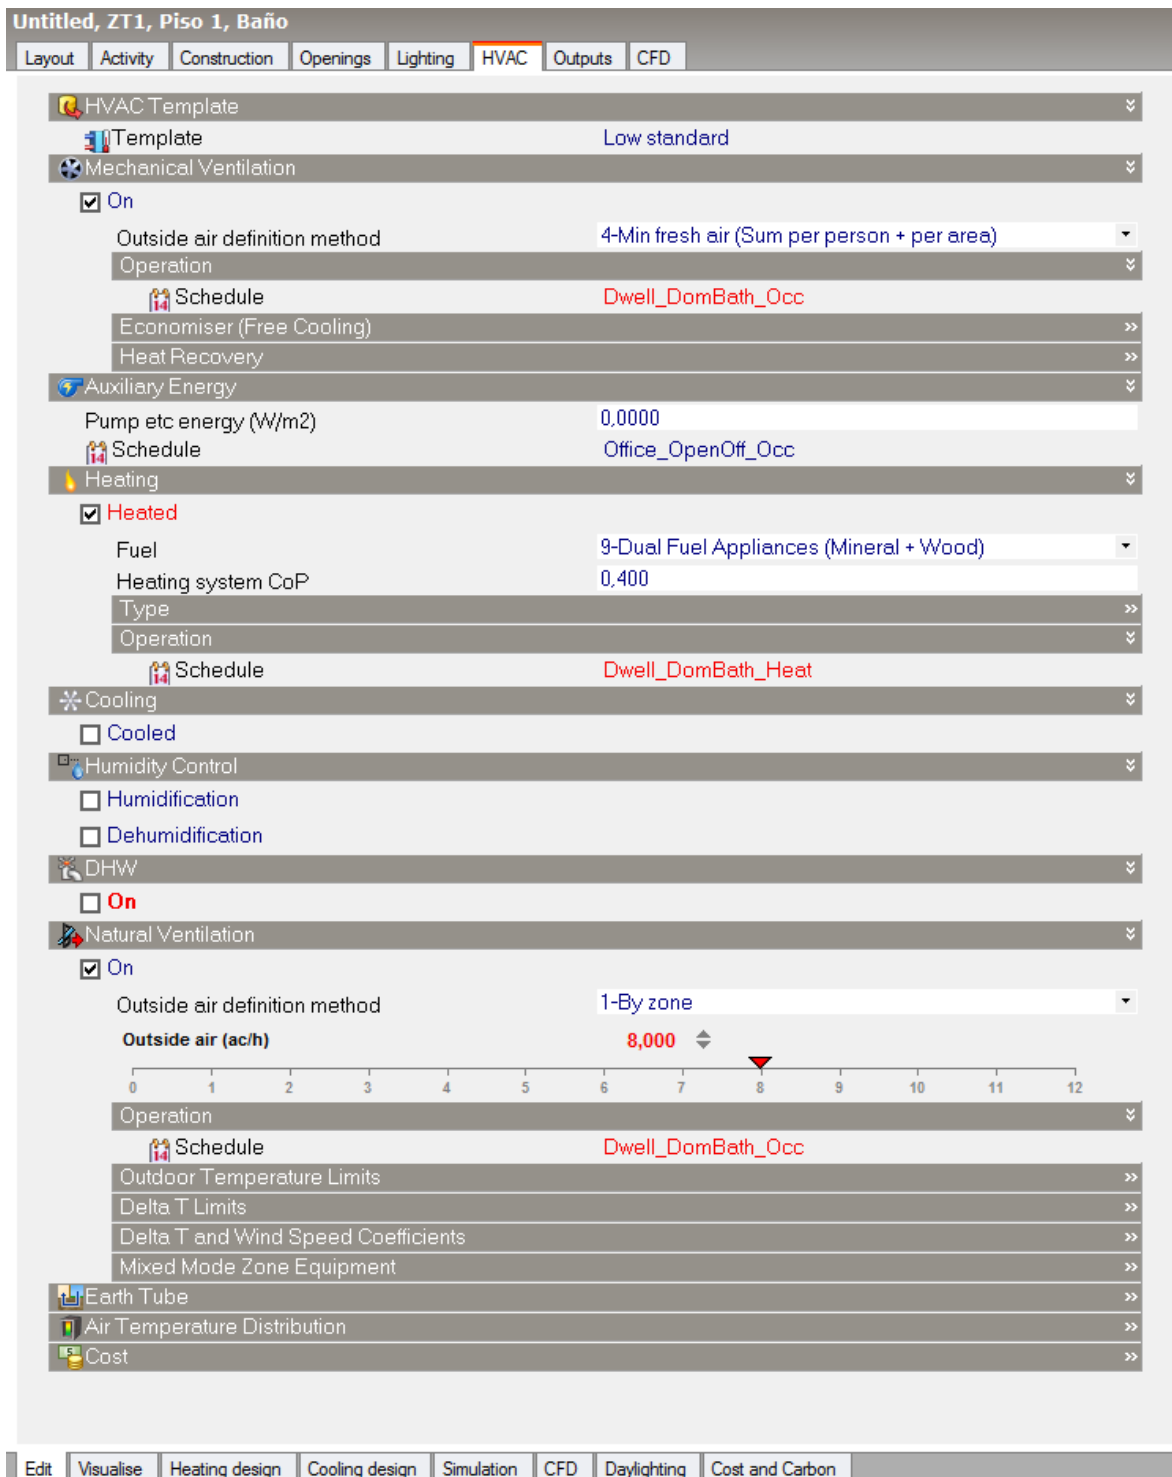 Untitled, ZT1, Piso 1, Baño
Layout Activity Construction Openings Lighting HVAC Outputs CFD
HVAC Template
Template Low standard
Mechanical Ventilation
On
Outside air definition method 4-Min fresh air (Sum per person + per area)
Operation
Schedule Dwell_DomBath_Occ
Economiser (Free Cooling)
Heat Recovery
Auxiliary Energy
Pump etc energy (W/m2) 0,0000
Schedule Office_OpenOff_Occ
Heating
Heated
Fuel 9-Dual Fuel Appliances (Mineral + Wood)
Heating system CoP 0,400
Type
Operation
Schedule Dwell_DomBath_Heat
Cooling
Cooled
Humidity Control
Humidification
Dehumidification
DHW
On
Natural Ventilation
On
Outside air definition method 1-By zone
Outside air (ac/h) 8,000
0 1 2 3 4 5 6 7 8 9 10 11 12
Operation
Schedule Dwell_DomBath_Occ
Outdoor Temperature Limits
Delta T Limits
Delta T and Wind Speed Coefficients
Mixed Mode Zone Equipment
Earth Tube
Air Temperature Distribution
Cost
Edit Visualise Heating design Cooling design Simulation CFD Daylighting Cost and Carbon